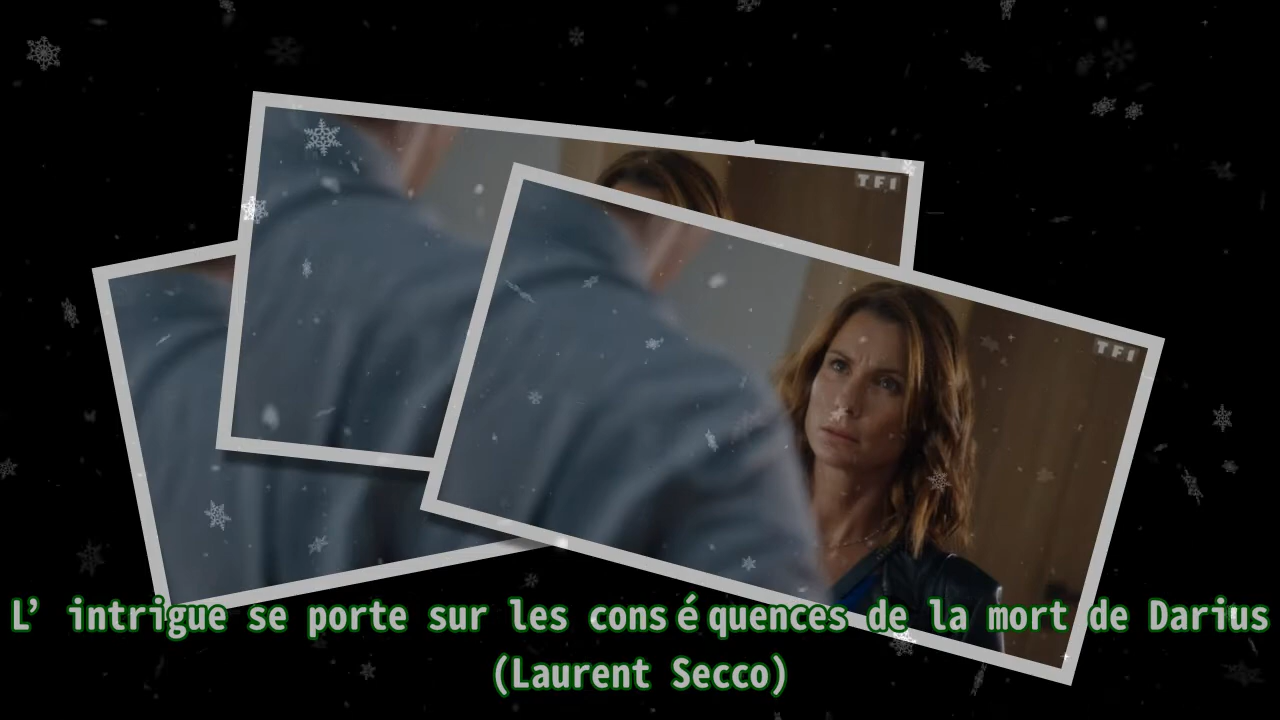 TF1
TF1
L’ intrigue se porte sur les conséquences de la mort de Darius
(Laurent Secco)